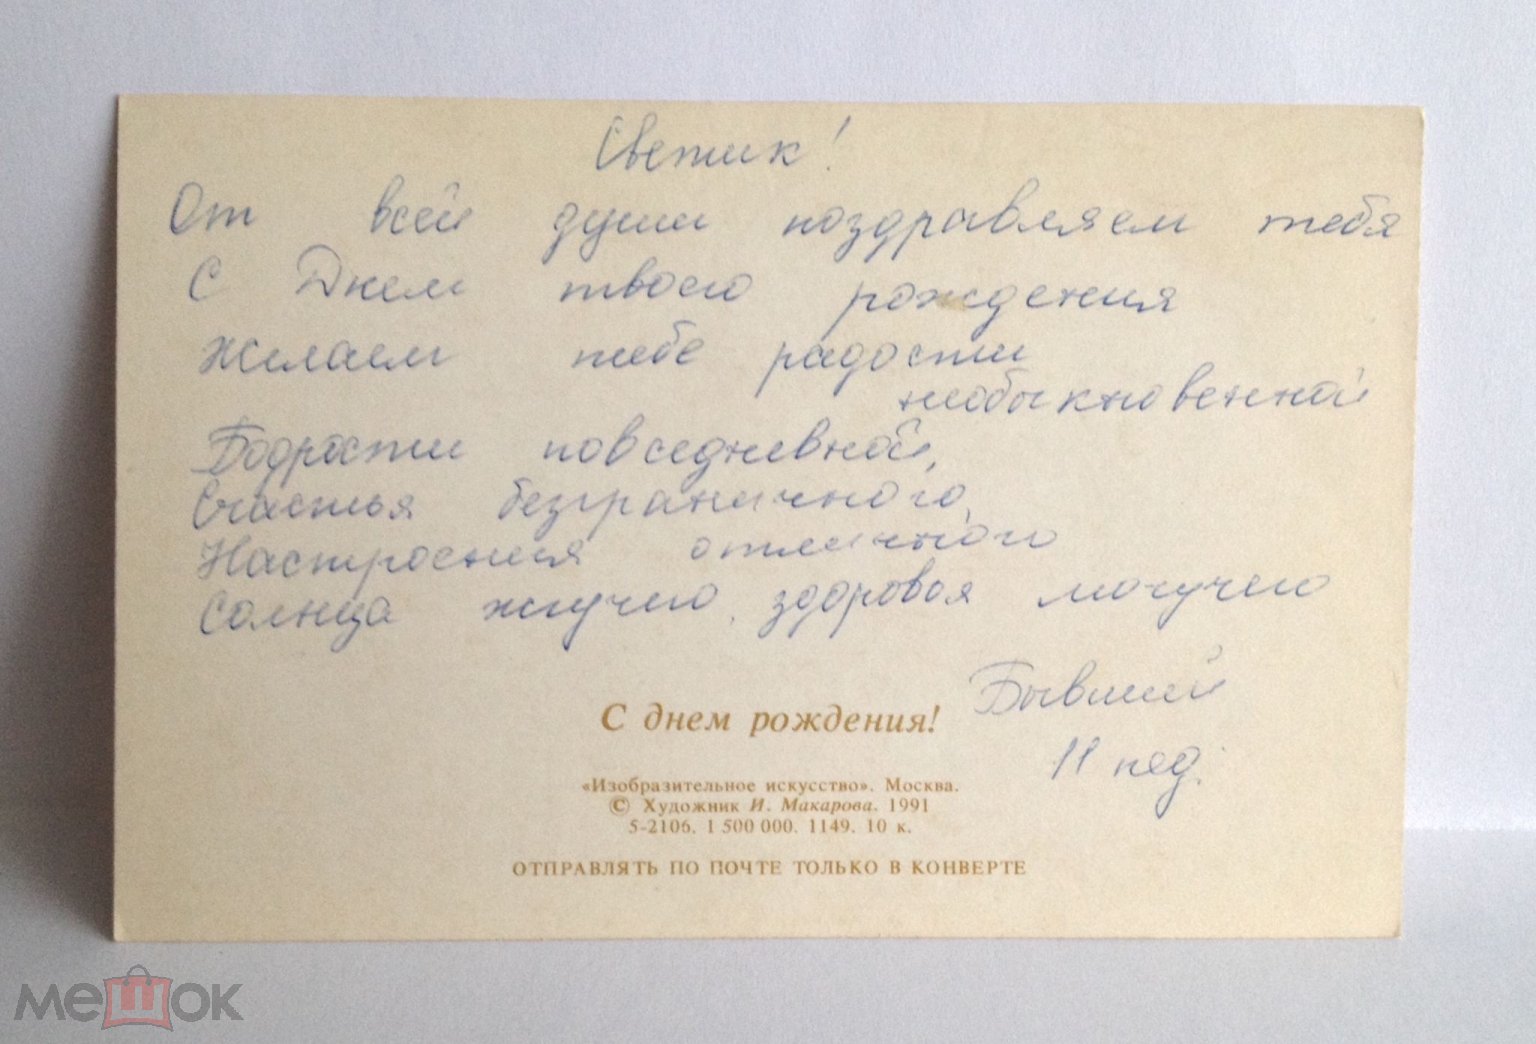 Светик!
От всей души поздравляем тебя
С Днем твоего рождения
Желаем тебе радости
необыкновенной
Бодрости повседневной,
Счастья безграничного,
Настроения отличного
Солнца жгучего, здоровья могучего
Бывший
11 пед.
С днем рождения!
«Изобразительное искусство». Москва.
© Художник И. Макарова. 1991
5-2106. 1 500 000. 1149. 10 к.
ОТПРАВЛЯТЬ ПО ПОЧТЕ ТОЛЬКО В КОНВЕРТЕ
мешок